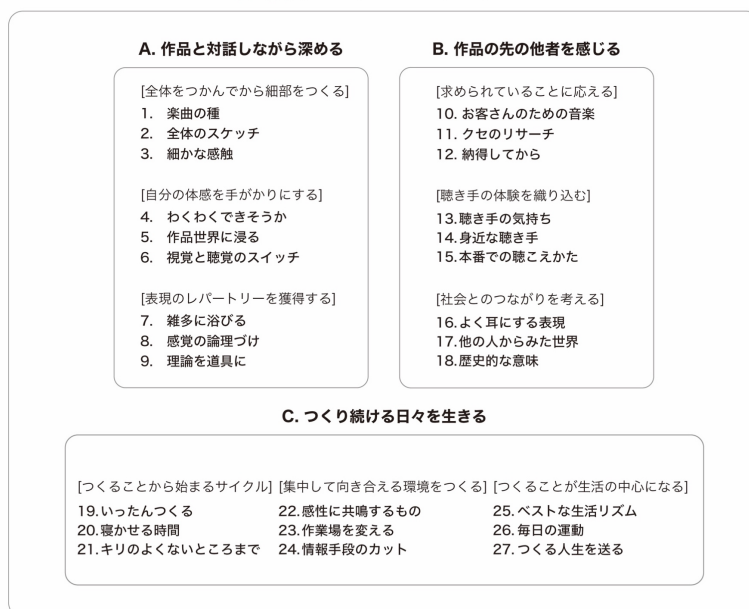 A. 作品と対話しながら深める
[全体をつかんでから細部をつくる]
1. 楽曲の種
2. 全体のスケッチ
3. 細かな感触
[自分の体感を手がかりにする]
4. わくわくできそうか
5. 作品世界に浸る
6. 視覚と聴覚のスイッチ
[表現のレパートリーを獲得する]
7. 雑多に浴びる
8. 感覚の論理づけ
9. 理論を道具に
B. 作品の先の他者を感じる
[求められていることに応える]
10. お客さんのための音楽
11. クセのリサーチ
12. 納得してから
[聴き手の体験を織り込む]
13.聴き手の気持ち
14.身近な聴き手
15.本番での聴こえかた
[社会とのつながりを考える]
16.よく耳にする表現
17.他の人からみた世界
18.歴史的な意味
C. つくり続ける日々を生きる
[つくることから始まるサイクル]
19.いったんつくる
20.寝かせる時間
21.キリのよくないところまで
[集中して向き合える環境をつくる]
22.感性に共鳴するもの
23.作業場を変える
24.情報手段のカット
[つくることが生活の中心になる]
25.ベストな生活リズム
26.毎日の運動
27.つくる人生を送る